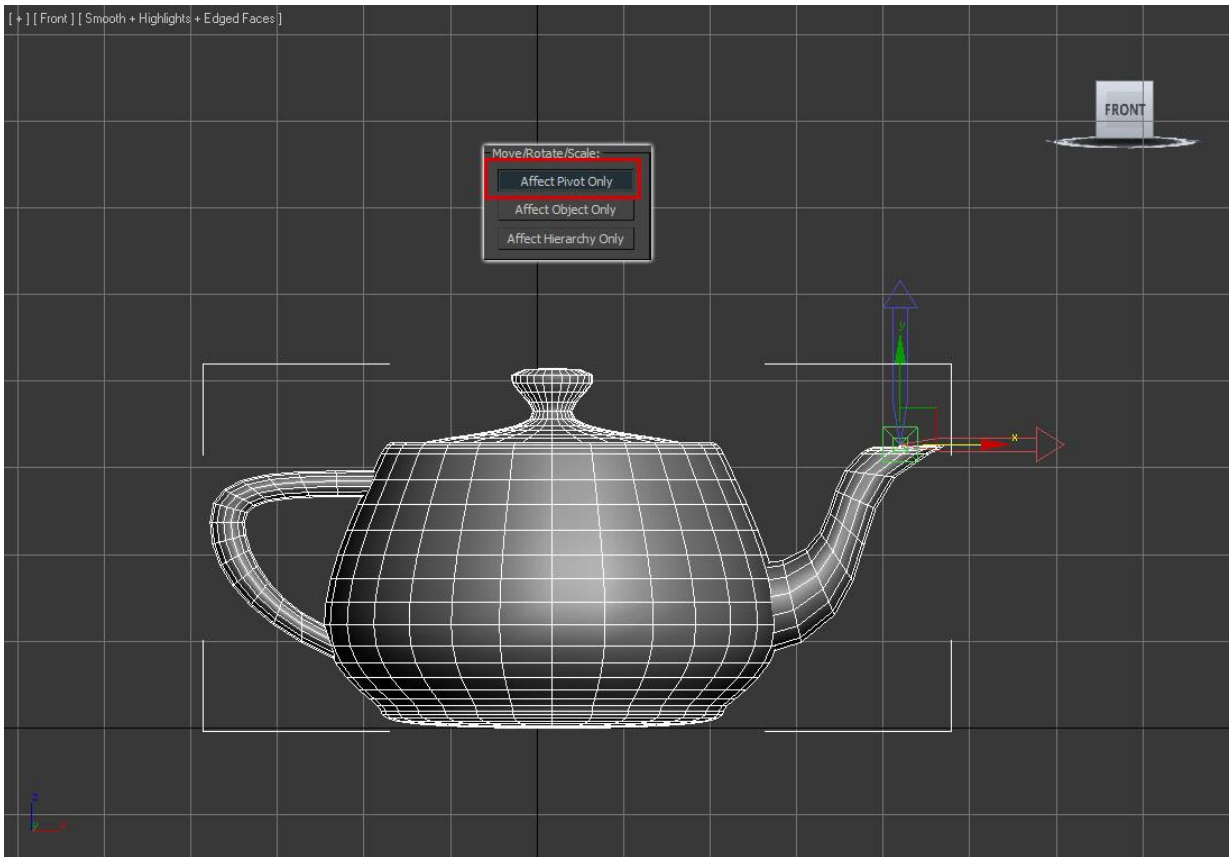 [ + ] [ Front ] [ Smooth + Highlights + Edged Faces ]
FRONT
Move/Rotate/Scale:
Affect Pivot Only
Affect Object Only
Affect Hierarchy Only
y
x
z
y
x